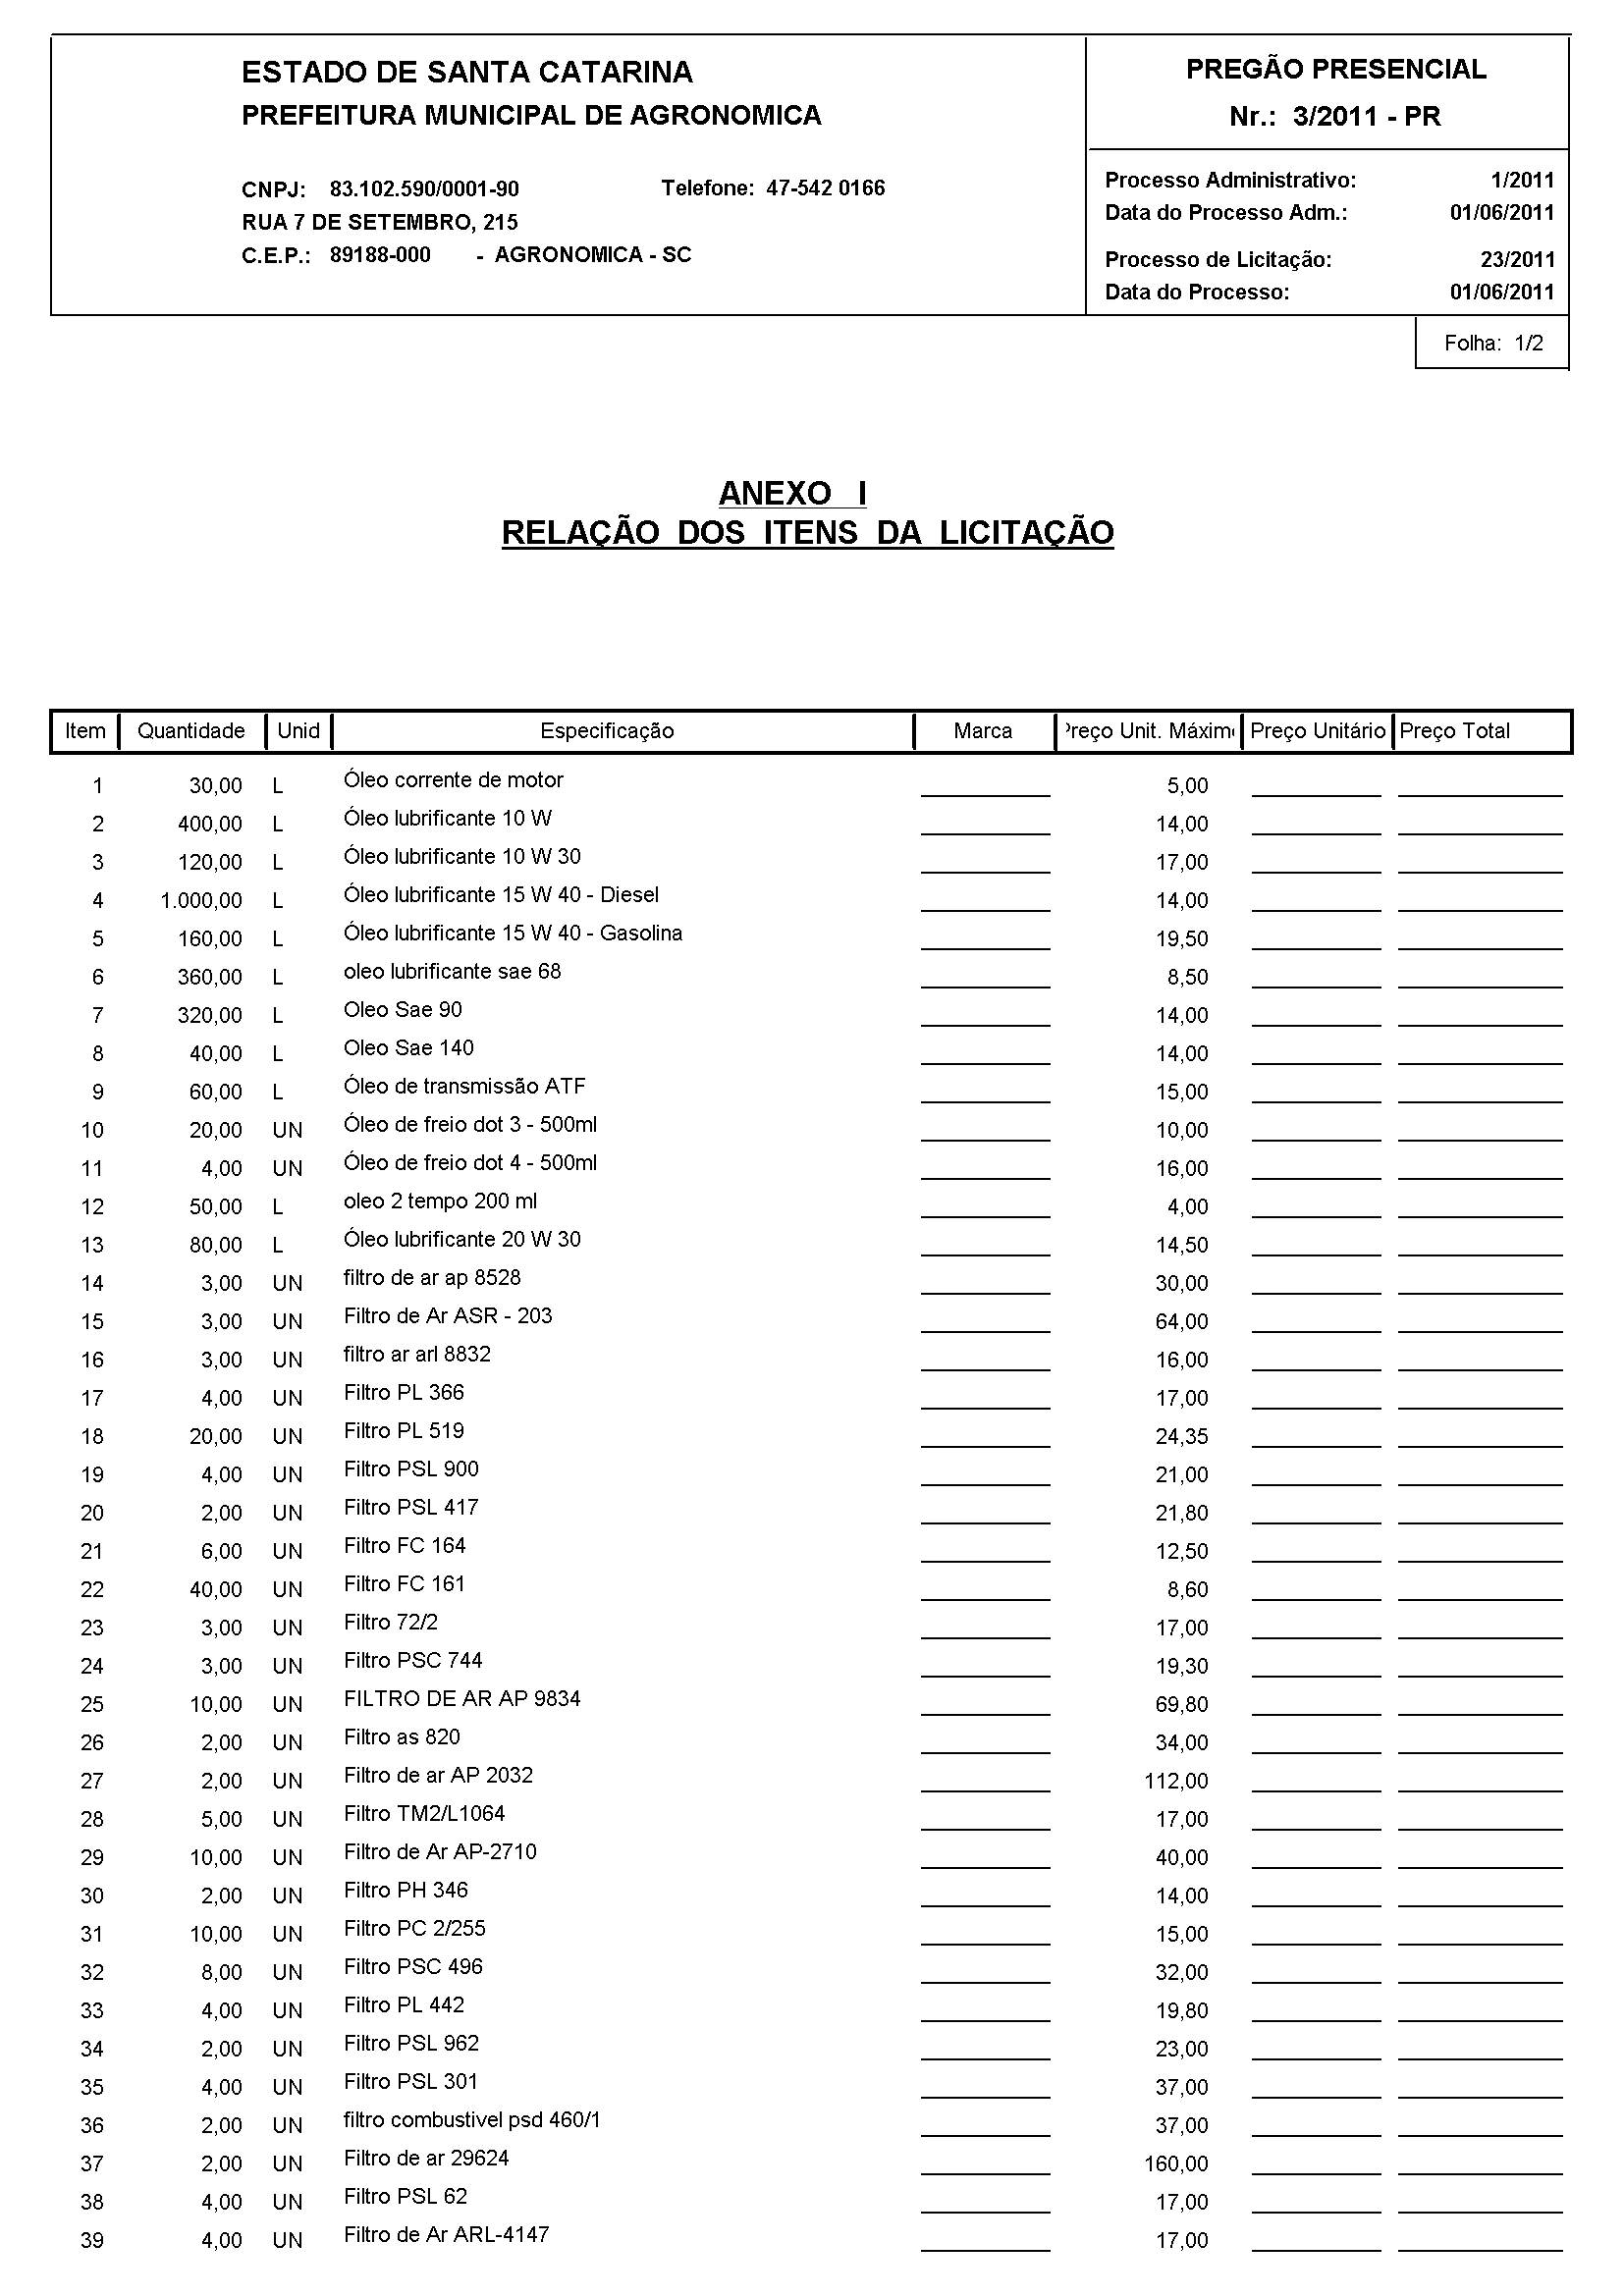 ESTADO DE SANTA CATARINA
PREFEITURA MUNICIPAL DE AGRONOMICA
CNPJ: 83.102.590/0001-90 Telefone: 47-542 0166
RUA 7 DE SETEMBRO, 215
C.E.P.: 89188-000 - AGRONOMICA - SC
PREGÃO PRESENCIAL
Nr.: 3/2011 - PR
Processo Administrativo: 1/2011
Data do Processo Adm.: 01/06/2011
Processo de Licitação: 23/2011
Data do Processo: 01/06/2011
Folha: 1/2
ANEXO I
RELAÇÃO DOS ITENS DA LICITAÇÃO
Item Quantidade Unid Especificação Marca Preço Unit. Máximo Preço Unitário Preço Total
1 30,00 L Óleo corrente de motor 5,00
2 400,00 L Óleo lubrificante 10 W 14,00
3 120,00 L Óleo lubrificante 10 W 30 17,00
4 1.000,00 L Óleo lubrificante 15 W 40 - Diesel 14,00
5 160,00 L Óleo lubrificante 15 W 40 - Gasolina 19,50
6 360,00 L oleo lubrificante sae 68 8,50
7 320,00 L Oleo Sae 90 14,00
8 40,00 L Oleo Sae 140 14,00
9 60,00 L Óleo de transmissão ATF 15,00
10 20,00 UN Óleo de freio dot 3 - 500ml 10,00
11 4,00 UN Óleo de freio dot 4 - 500ml 16,00
12 50,00 L oleo 2 tempo 200 ml 4,00
13 80,00 L Óleo lubrificante 20 W 30 14,50
14 3,00 UN filtro de ar ap 8528 30,00
15 3,00 UN Filtro de Ar ASR - 203 64,00
16 3,00 UN filtro ar arl 8832 16,00
17 4,00 UN Filtro PL 366 17,00
18 20,00 UN Filtro PL 519 24,35
19 4,00 UN Filtro PSL 900 21,00
20 2,00 UN Filtro PSL 417 21,80
21 6,00 UN Filtro FC 164 12,50
22 40,00 UN Filtro FC 161 8,60
23 3,00 UN Filtro 72/2 17,00
24 3,00 UN Filtro PSC 744 19,30
25 10,00 UN FILTRO DE AR AP 9834 69,80
26 2,00 UN Filtro as 820 34,00
27 2,00 UN Filtro de ar AP 2032 112,00
28 5,00 UN Filtro TM2/L1064 17,00
29 10,00 UN Filtro de Ar AP-2710 40,00
30 2,00 UN Filtro PH 346 14,00
31 10,00 UN Filtro PC 2/255 15,00
32 8,00 UN Filtro PSC 496 32,00
33 4,00 UN Filtro PL 442 19,80
34 2,00 UN Filtro PSL 962 23,00
35 4,00 UN Filtro PSL 301 37,00
36 2,00 UN filtro combustivel psd 460/1 37,00
37 2,00 UN Filtro de ar 29624 160,00
38 4,00 UN Filtro PSL 62 17,00
39 4,00 UN Filtro de Ar ARL-4147 17,00